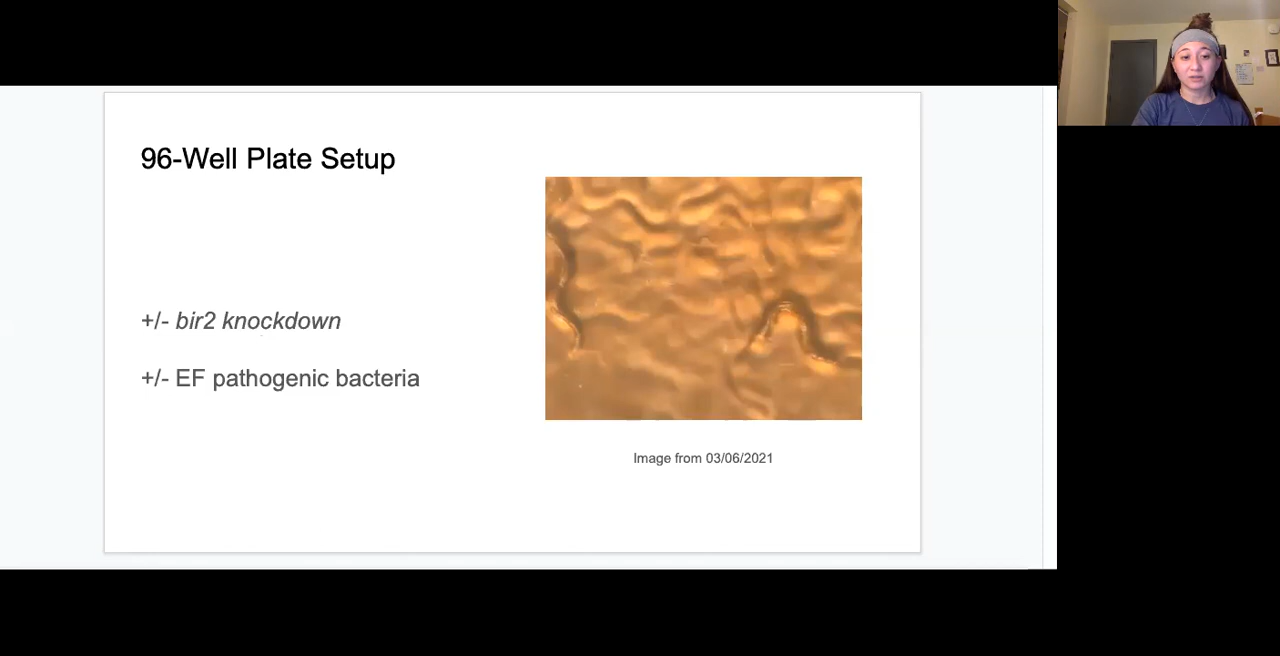 96-Well Plate Setup
+/- bir2 knockdown
+/- EF pathogenic bacteria
Image from 03/06/2021